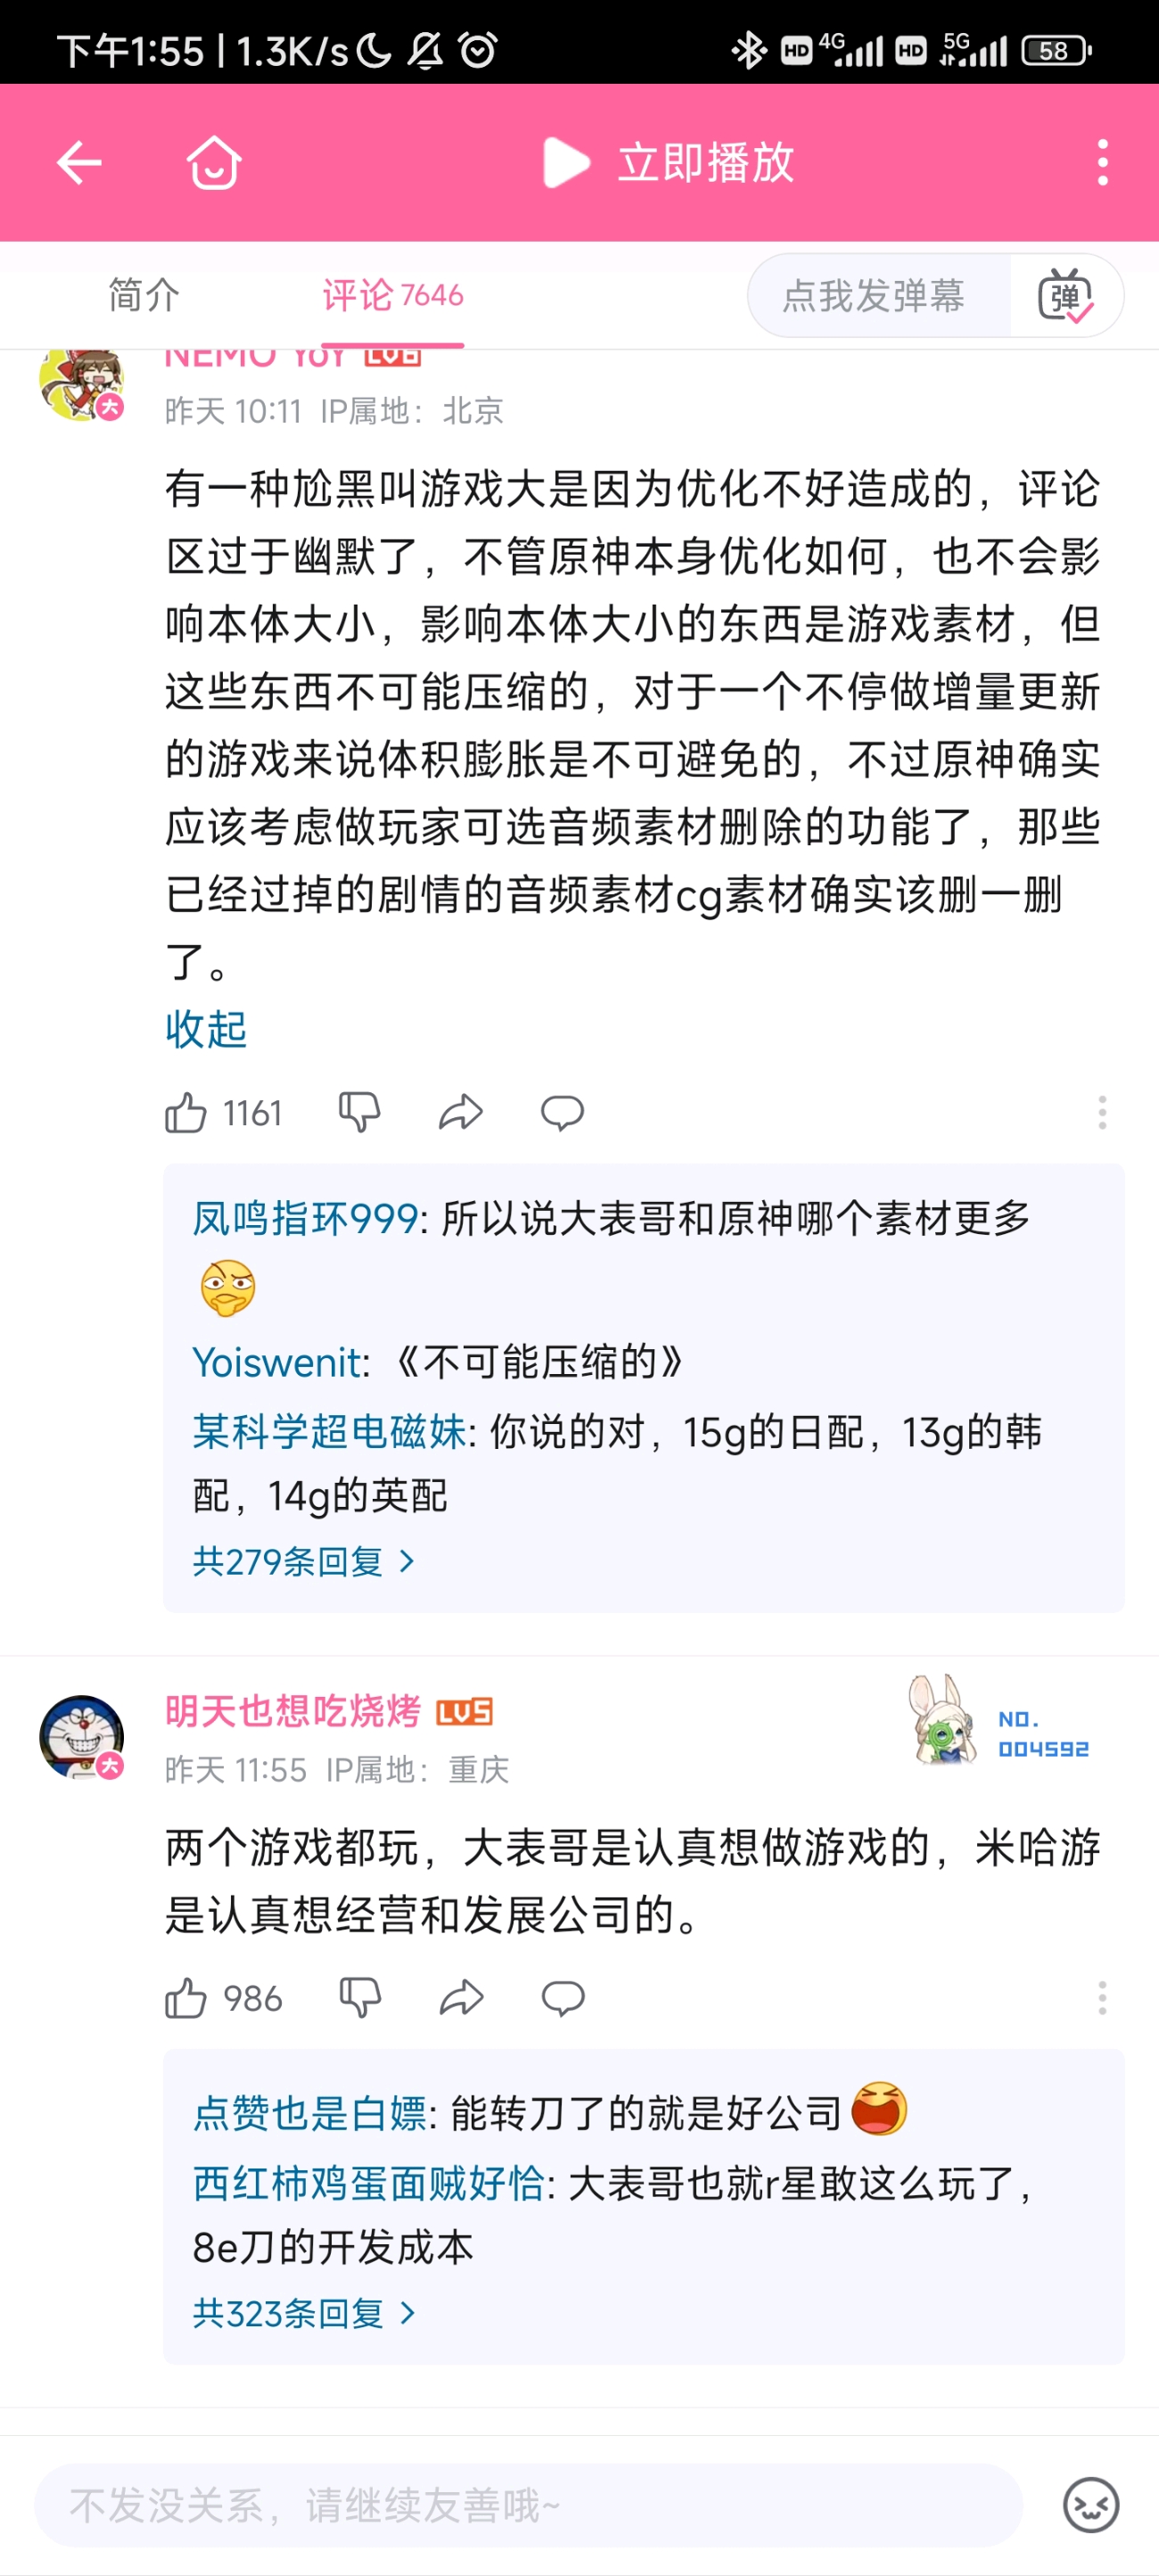 下午1:55 | 1.3K/s HD 4G HD 5G 58
立即播放
简介 评论 7646 点我发弹幕 弹
NEMO YoY LV6
大
昨天 10:11 IP属地：北京
有一种尬黑叫游戏大是因为优化不好造成的，评论
区过于幽默了，不管原神本身优化如何，也不会影
响本体大小，影响本体大小的东西是游戏素材，但
这些东西不可能压缩的，对于一个不停做增量更新
的游戏来说体积膨胀是不可避免的，不过原神确实
应该考虑做玩家可选音频素材删除的功能了，那些
已经过掉的剧情的音频素材cg素材确实该删一删
了。
收起
1161
凤鸣指环999: 所以说大表哥和原神哪个素材更多
Yoiswenit: 《不可能压缩的》
某科学超电磁妹: 你说的对，15g的日配，13g的韩
配，14g的英配
共279条回复 >
明天也想吃烧烤 LV5
NO.
004592
大
昨天 11:55 IP属地：重庆
两个游戏都玩，大表哥是认真想做游戏的，米哈游
是认真想经营和发展公司的。
986
点赞也是白嫖: 能转刀了的就是好公司
西红柿鸡蛋面贼好恰: 大表哥也就r星敢这么玩了，
8e刀的开发成本
共323条回复 >
不发没关系，请继续友善哦~